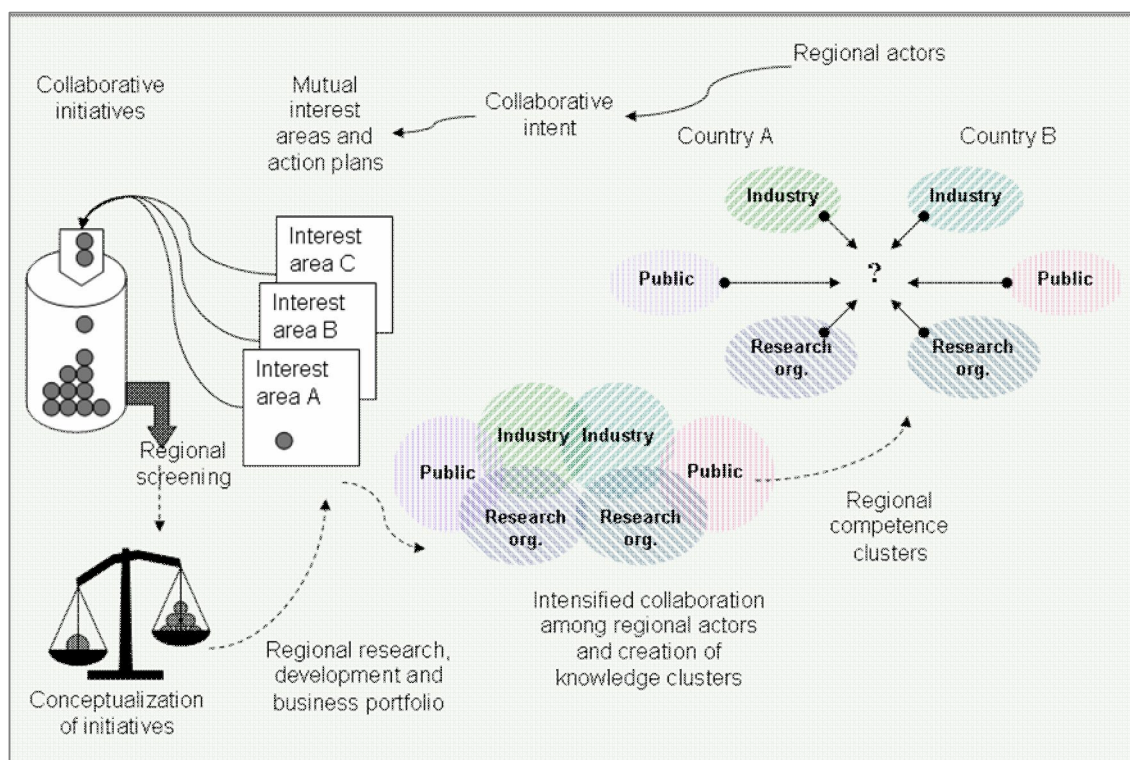 Regional actors
Collaborative
initiatives
Mutual
interest
areas and
action plans
Collaborative
intent
Country A
Country B
Industry
Industry
Public
?
Public
Research
org.
Research
org.
Interest
area C
Interest
area B
Interest
area A
Regional
screening
Industry
Industry
Public
Public
Research
org.
Research
org.
Regional
competence
clusters
Intensified collaboration
among regional actors
and creation of
knowledge clusters
Regional research,
development and
business portfolio
Conceptualization
of initiatives